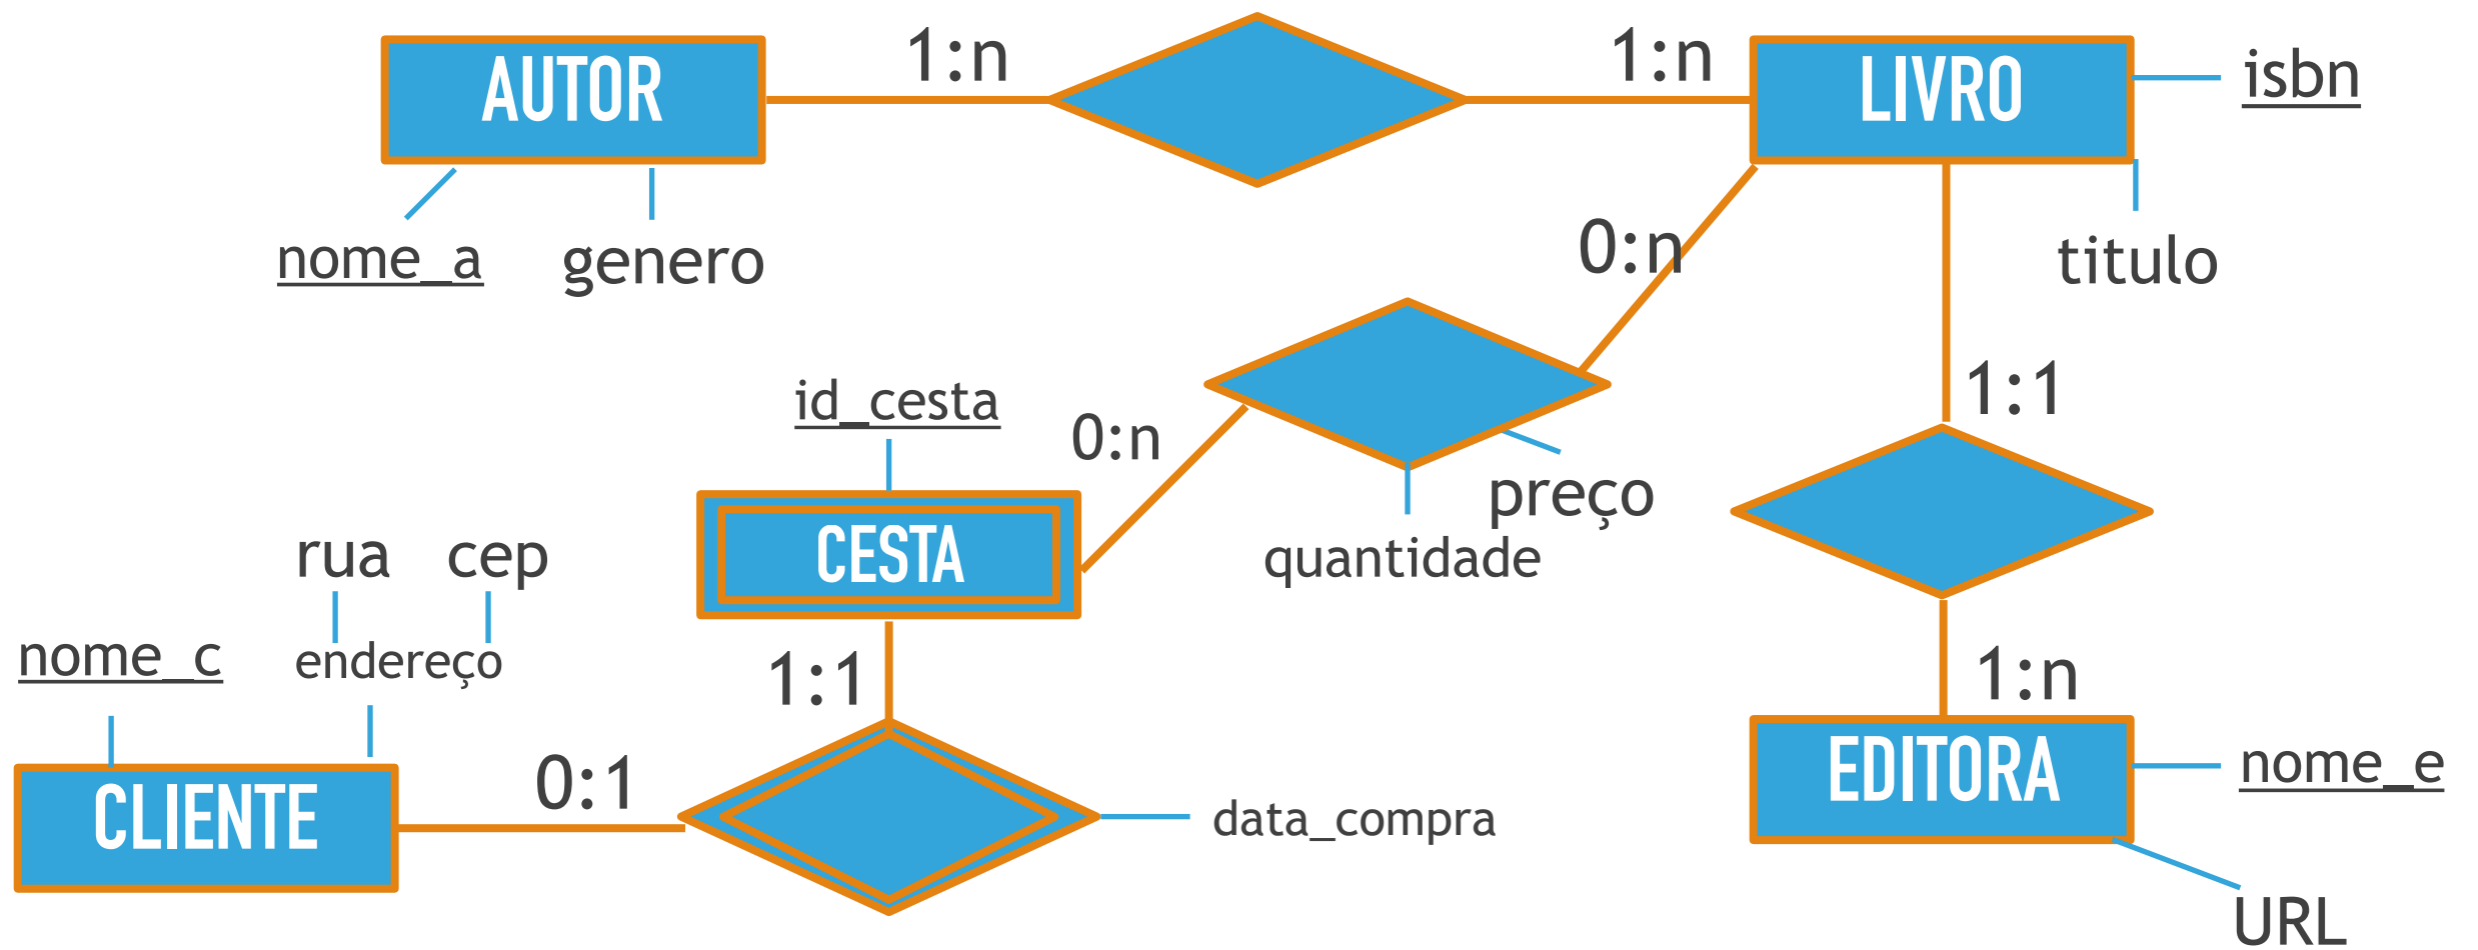 AUTOR
1:n
1:n
LIVRO
isbn
nome_a
genero
0:n
titulo
id_cesta
0:n
1:1
preço
quantidade
CESTA
rua
cep
nome_c
endereço
1:1
1:n
CLIENTE
0:1
data_compra
EDITORA
nome_e
URL